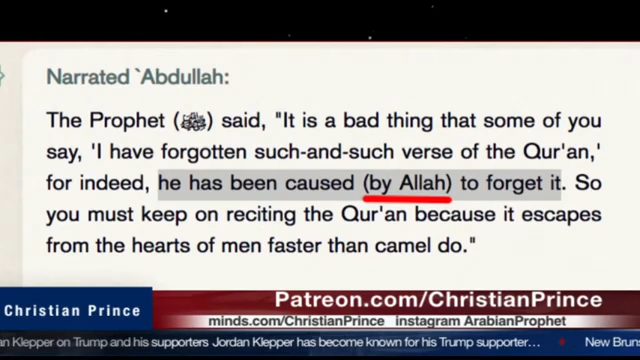 Narrated `Abdullah:
The Prophet (ﷺ) said, "It is a bad thing that some of you
say, 'I have forgotten such-and-such verse of the Qur'an,'
for indeed, he has been caused (by Allah) to forget it. So
you must keep on reciting the Qur'an because it escapes
from the hearts of men faster than camel do."
Christian Prince
Patreon.com/ChristianPrince
minds.com/ChristianPrince instagram ArabianProphet
an Klepper on Trump and his supporters Jordan Klepper has become known for his Trump supporter… • New Bruns